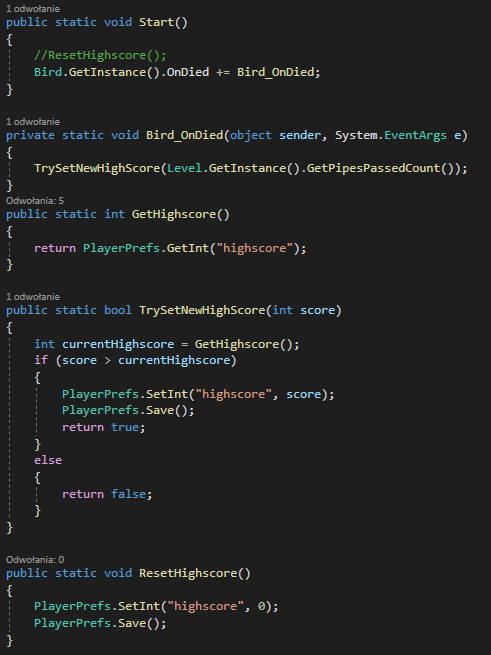 1 odwołanie
public static void Start()
{
    //ResetHighscore();
    Bird.GetInstance().OnDied += Bird_OnDied;
}
1 odwołanie
private static void Bird_OnDied(object sender, System.EventArgs e)
{
    TrySetNewHighScore(Level.GetInstance().GetPipesPassedCount());
}
Odwołania: 5
public static int GetHighscore()
{
    return PlayerPrefs.GetInt("highscore");
}
1 odwołanie
public static bool TrySetNewHighScore(int score)
{
    int currentHighscore = GetHighscore();
    if (score > currentHighscore)
    {
        PlayerPrefs.SetInt("highscore", score);
        PlayerPrefs.Save();
        return true;
    }
    else
    {
        return false;
    }
}
Odwołania: 0
public static void ResetHighscore()
{
    PlayerPrefs.SetInt("highscore", 0);
    PlayerPrefs.Save();
}